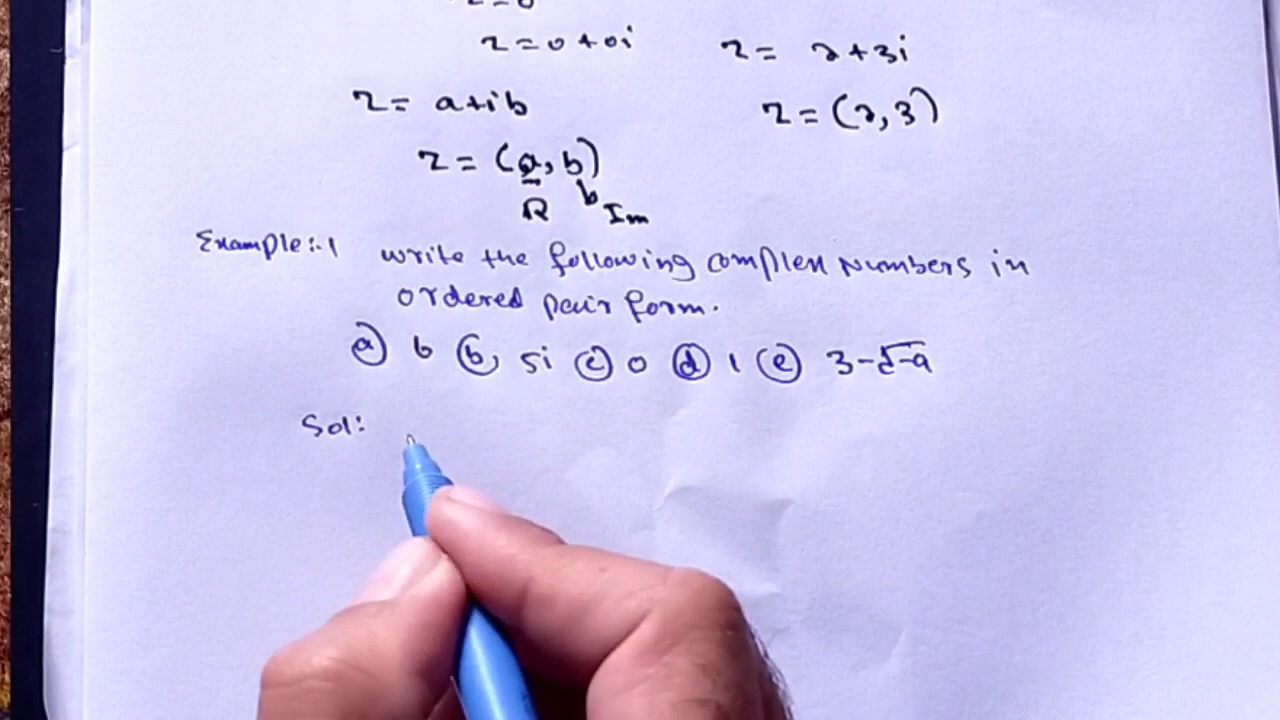 z = 0
z = 0 + 0i
z = 2 + 3i
z = a + ib
z = (2, 3)
z = (a, b)
R Im
Example:-1 Write the following complex numbers in
ordered pair form.
(a) 6 (b) 5i (c) 0 (d) 1 (e) 3-√-9
Sol: